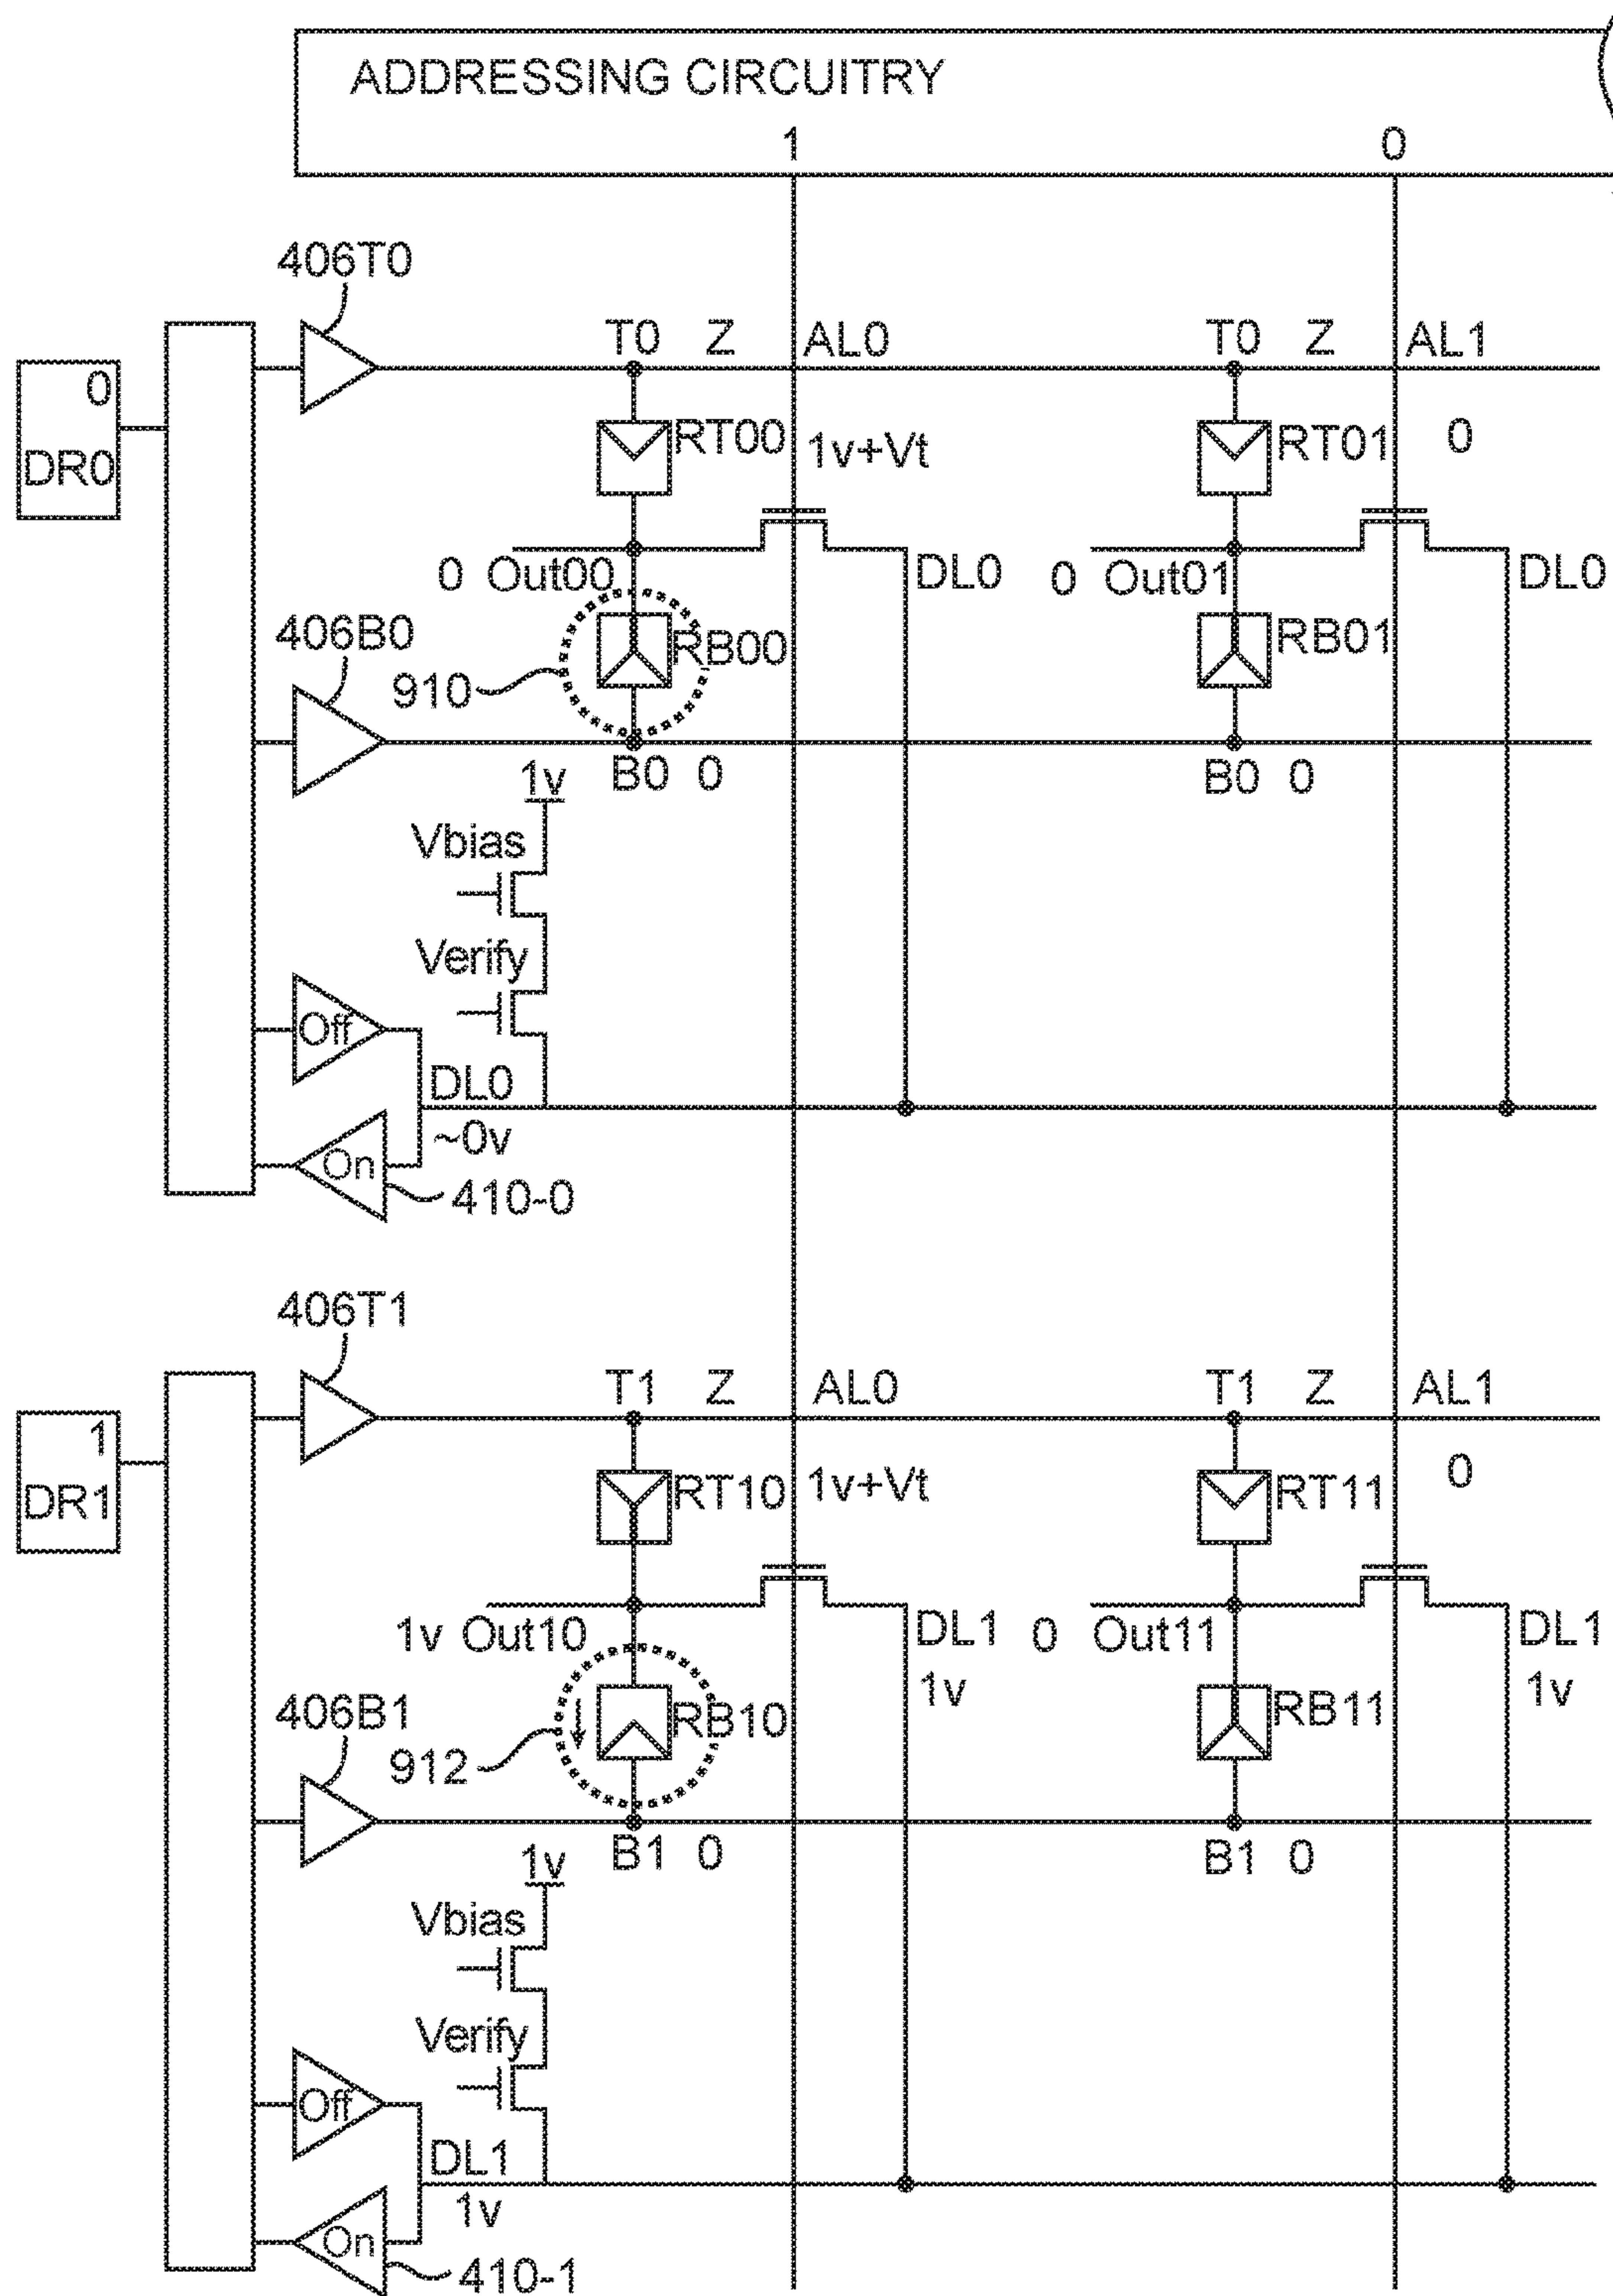 ADDRESSING CIRCUITRY
1 0
406T0
T0 Z AL0 T0 Z AL1
0
DR0
RT00 1v+Vt RT01 0
0 Out00 DL0 0 Out01 DL0
406B0 RB00 RB01
910
1v B0 0 B0 0
Vbias
Verify
Off
DL0
~0v
On
410-0
406T1
T1 Z AL0 T1 Z AL1
1
DR1
RT10 1v+Vt RT11 0
1v Out10 DL1 0 Out11 DL1
1v 1v
406B1 RB10 RB11
912
1v B1 0 B1 0
Vbias
Verify
Off
DL1
1v
On
410-1